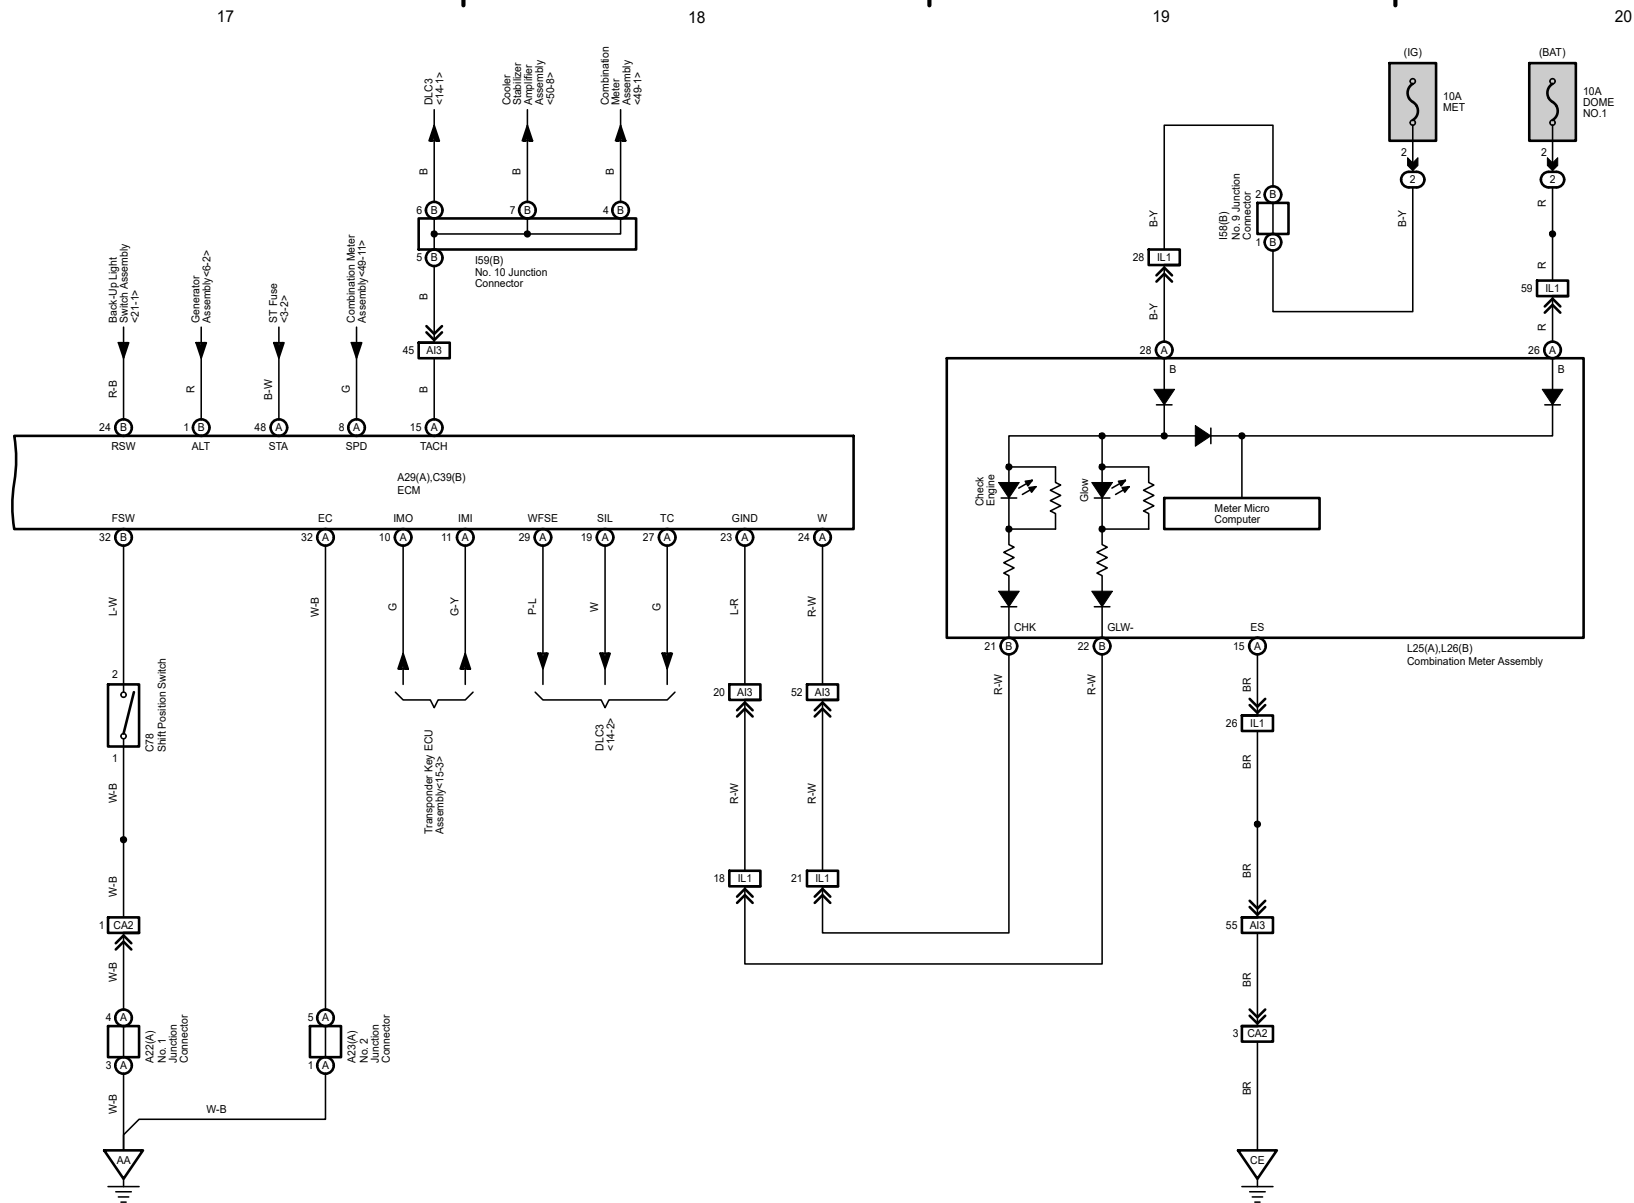 17
18
19
20
DLC3
<14-1>
Cooler
Stabilizer
Amplifier
Assembly
<50-8>
Combination
Meter
Assembly
<49-1>
(IG)
(BAT)
10A
MET
10A
DOME
NO.1
2
2
2
2
B
B
B
6 B
7 B
4 B
5 B
I59(B)
No. 10 Junction
Connector
B
45 AI3
B
Back-Up Light
Switch Assembly
<21-1>
Generator
Assembly<6-2>
ST Fuse
<3-2>
Combination Meter
Assembly<49-11>
R-B
R
B-W
G
24 B
1 B
48 A
8 A
15 A
RSW
ALT
STA
SPD
TACH
A29(A),C39(B)
ECM
FSW
EC
IMO
IMI
WFSE
SIL
TC
GIND
W
32 B
32 A
10 A
11 A
29 A
19 A
27 A
23 A
24 A
L-W
W-B
G
G-Y
P-L
W
G
L-R
R-W
B-Y
2 B
I58(B)
No. 9 Junction
Connector
1 B
B-Y
R
R
28 IL1
59 IL1
B-Y
R
28 A
26 A
B
B
Check
Engine
Glow
Meter Micro
Computer
CHK
GLW-
ES
21 B
22 B
15 A
L25(A),L26(B)
Combination Meter Assembly
R-W
R-W
BR
2
C78
Shift Position Switch
1
20 AI3
52 AI3
26 IL1
Transponder Key ECU
Assembly<15-3>
DLC3
<14-2>
W-B
R-W
R-W
BR
W-B
18 IL1
21 IL1
BR
1 CA2
55 AI3
W-B
BR
4 A
A22(A)
No. 1
Junction
Connector
3 A
5 A
A23(A)
No. 2
Junction
Connector
1 A
3 CA2
W-B
W-B
BR
AA
CE